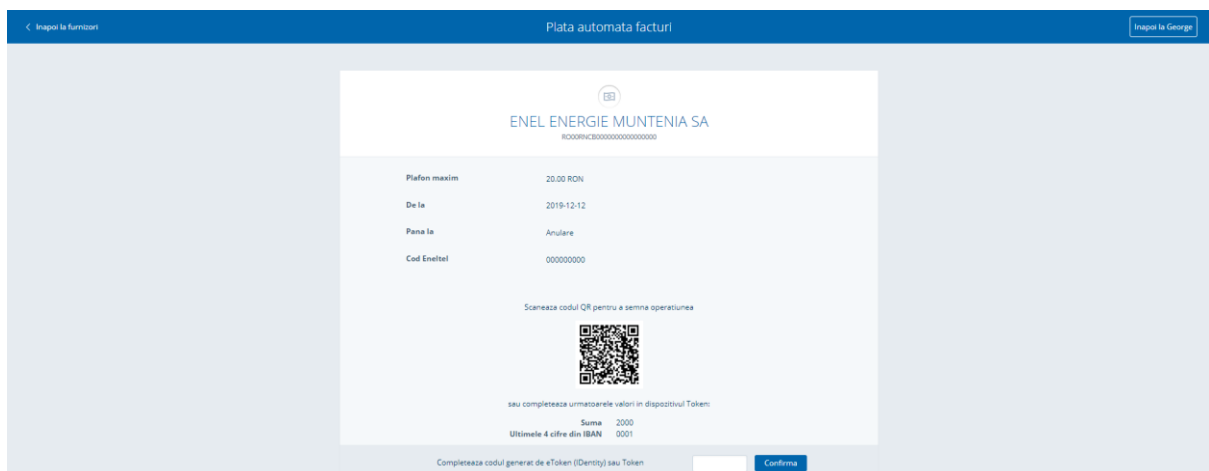 Inapoi la furnizori
Plata automata facturi
Inapoi la George
ENEL ENERGIE MUNTENIA SA
RO00RNCB0000000000000000
Plafon maxim 20.00 RON
De la 2019-12-12
Pana la Anulare
Cod Eneltel 000000000
Scaneaza codul QR pentru a semna operatiunea
sau completeaza urmatoarele valori in dispozitivul Token:
Suma 2000
Ultimele 4 cifre din IBAN 0001
Completeaza codul generat de eToken (IDentity) sau Token
Confirma